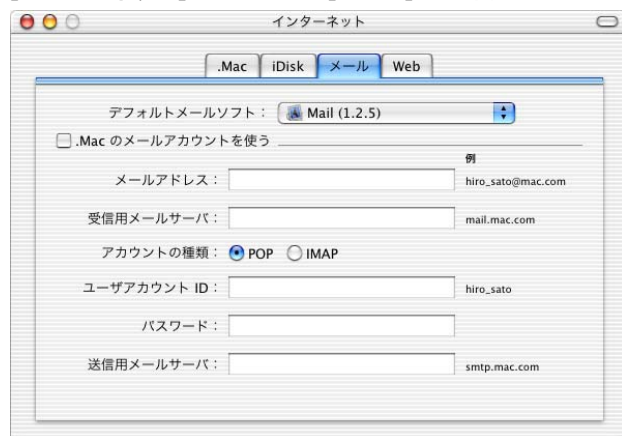 インターネット
.Mac iDisk メール Web
デフォルトメールソフト： Mail (1.2.5)
.Mac のメールアカウントを使う
例
メールアドレス： hiro_sato@mac.com
受信用メールサーバ： mail.mac.com
アカウントの種類： POP IMAP
ユーザアカウント ID： hiro_sato
パスワード：
送信用メールサーバ： smtp.mac.com